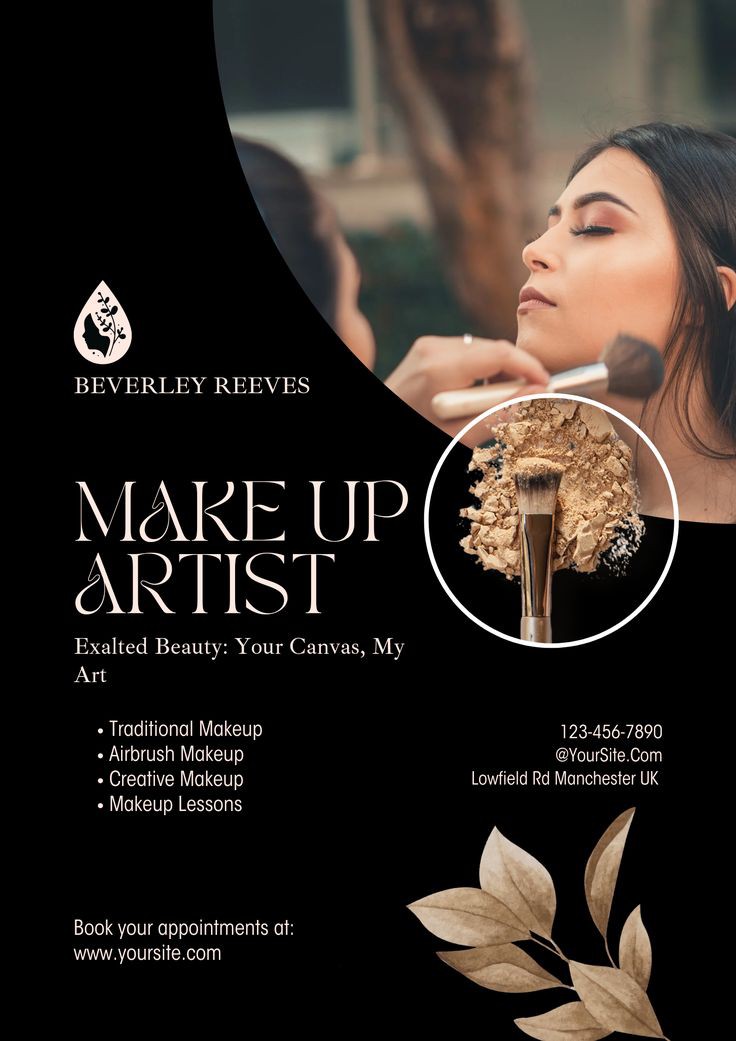 BEVERLEY REEVES
MAKE UP
ARTIST
Exalted Beauty: Your Canvas, My
Art
• Traditional Makeup
• Airbrush Makeup
• Creative Makeup
• Makeup Lessons
123-456-7890
@YourSite.Com
Lowfield Rd Manchester UK
Book your appointments at:
www.yoursite.com